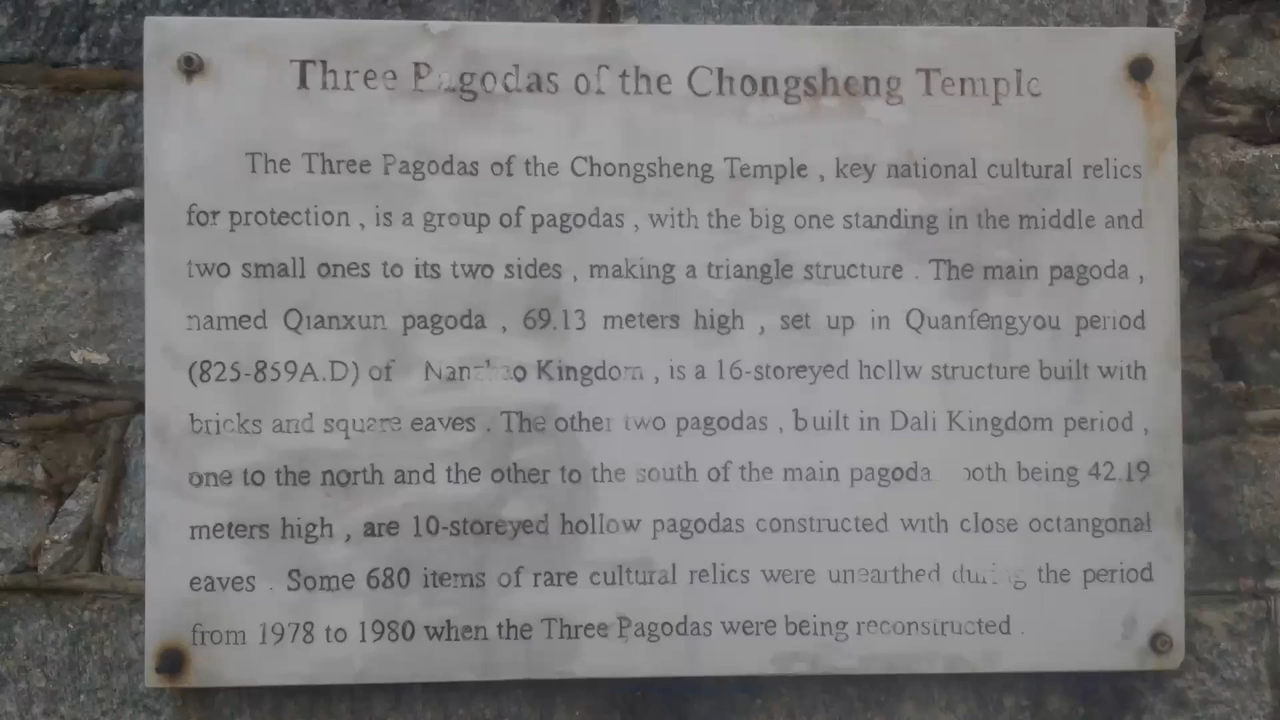 Three Pagodas of the Chongsheng Temple
The Three Pagodas of the Chongsheng Temple , key national cultural relics
for protection , is a group of pagodas , with the big one standing in the middle and
two small ones to its two sides , making a triangle structure . The main pagoda ,
named Qianxun pagoda , 69.13 meters high , set up in Quanfengyou period
(825-859A.D) of Nanzhao Kingdom , is a 16-storeyed hollw structure built with
bricks and square eaves . The other two pagodas , built in Dali Kingdom period ,
one to the north and the other to the south of the main pagoda both being 42.19
meters high , are 10-storeyed hollow pagodas constructed with close octangonal
eaves . Some 680 items of rare cultural relics were unearthed during the period
from 1978 to 1980 when the Three Pagodas were being reconstructed .